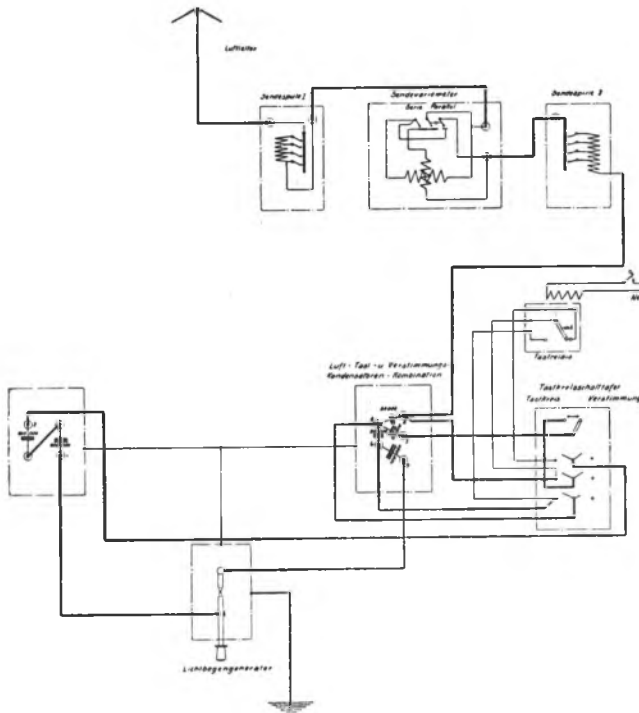 Luftleiter
Sendespule I
Sendevariometer
Serie Parallel
Sendespule II
Tastrelais
Luft-Tast-u Verstimmungs-
Kondensatoren-Kombination
Tastkreisschalttafel
Tastkreis Verstimmung
Lichtbogengenerator